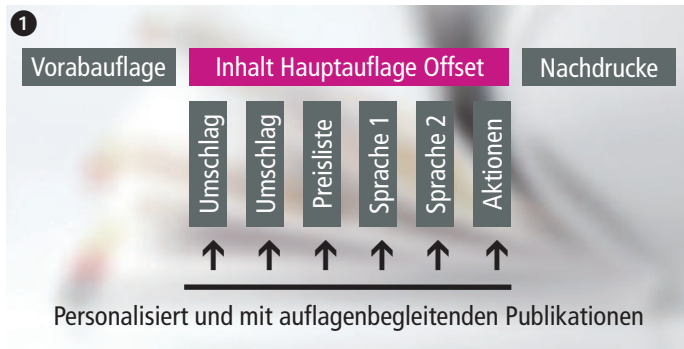 1
Vorabauflage
Inhalt Hauptauflage Offset
Nachdrucke
Umschlag
Umschlag
Preisliste
Sprache 1
Sprache 2
Aktionen
Personalisiert und mit auflagenbegleitenden Publikationen